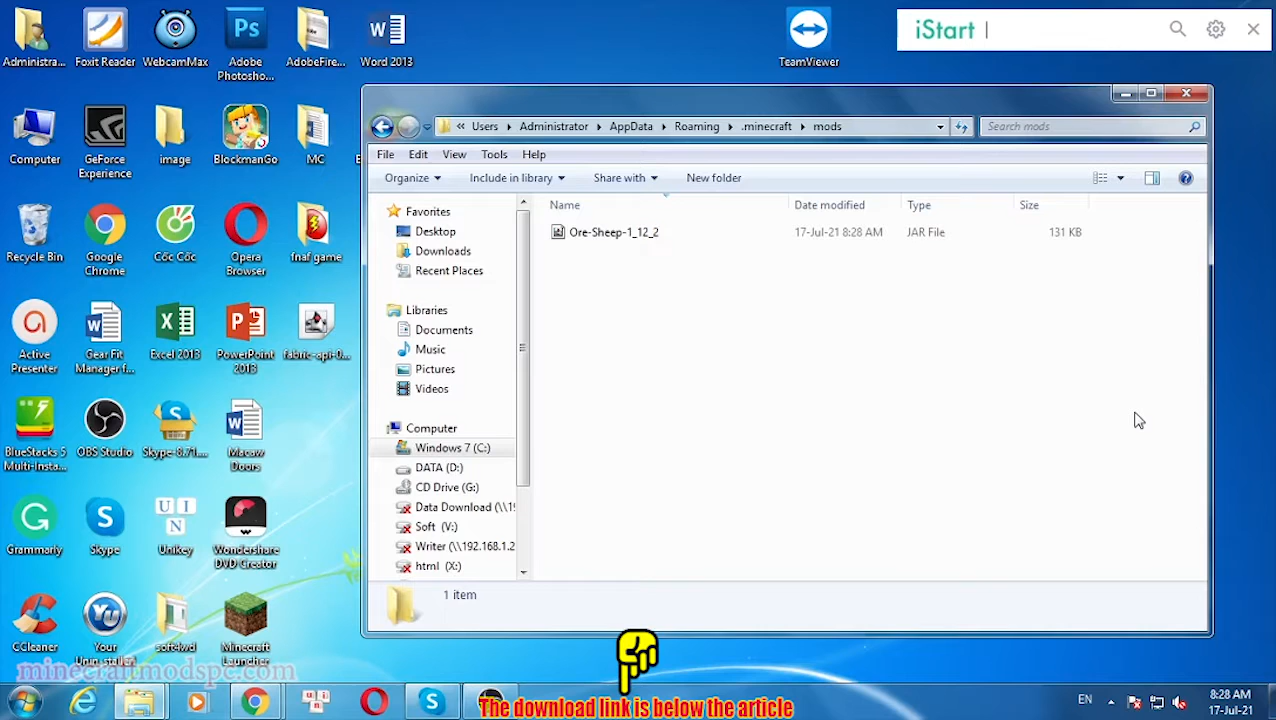 iStart
Administra...
Foxit Reader
WebcamMax
Adobe Photosho...
AdobeFire...
Word 2013
TeamViewer
Users
Administrator
AppData
Roaming
.minecraft
mods
Search mods
File
Edit
View
Tools
Help
Organize
Include in library
Share with
New folder
Name
Date modified
Type
Size
Ore-Sheep-1_12_2
17-Jul-21 8:28 AM
JAR File
131 KB
Favorites
Desktop
Downloads
Recent Places
Libraries
Documents
Music
Pictures
Videos
Computer
Windows 7 (C:)
DATA (D:)
CD Drive (G:)
Data Download (\\19
Soft (V:)
Writer (\\192.168.1.2
html (X:)
1 item
Computer
GeForce
Experience
image
BlockmanGo
MC
Recycle Bin
Google
Chrome
Cốc Cốc
Opera
Browser
fnaf game
Active
Presenter
Gear Fit
Manager f...
Excel 2013
PowerPoint
2013
fabric-api-0...
BlueStacks 5
Multi-Insta...
OBS Studio
Skype-8.71....
Macaw
Doors
Grammarly
Skype
U I
N
Unikey
Wondershare
DVD Creator
CCleaner
Your
Unin...staller!
soft4wd
Minecraft
Launcher
minecraftmodspc.com
The download link is below the article
EN
8:28 AM
17-Jul-21